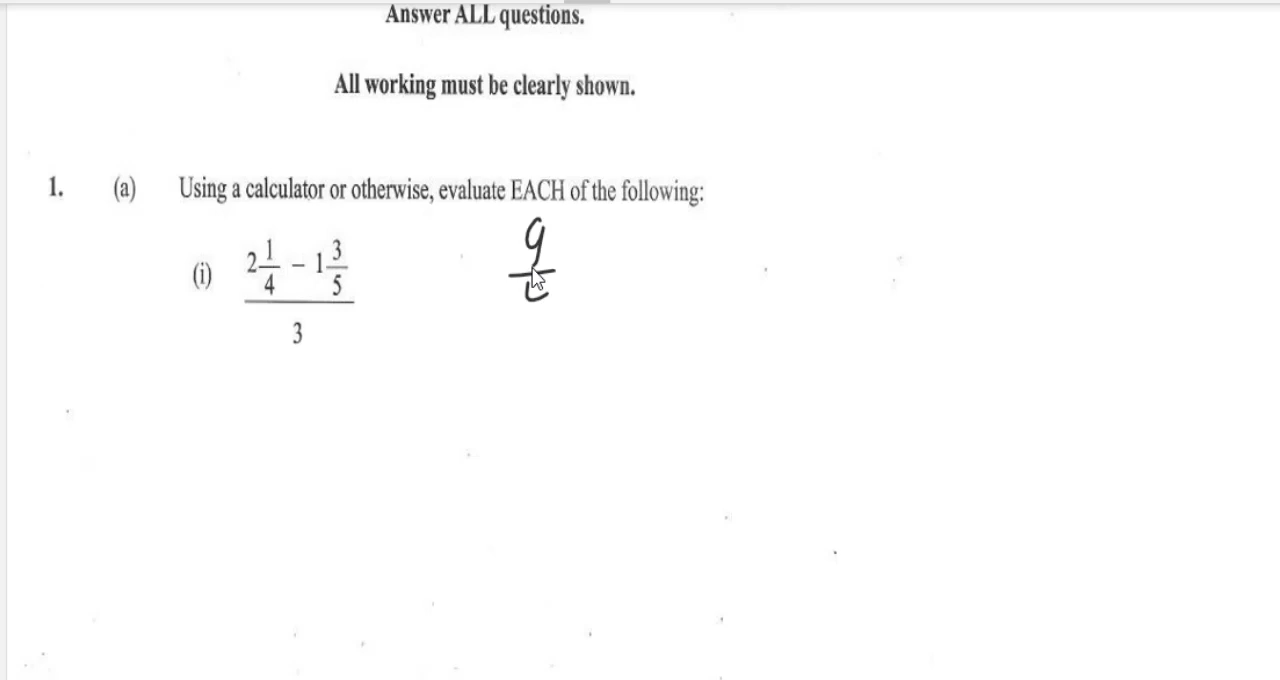 Answer ALL questions.
All working must be clearly shown.
1. (a) Using a calculator or otherwise, evaluate EACH of the following:
(i) 2 1/4 − 1 3/5
3
9